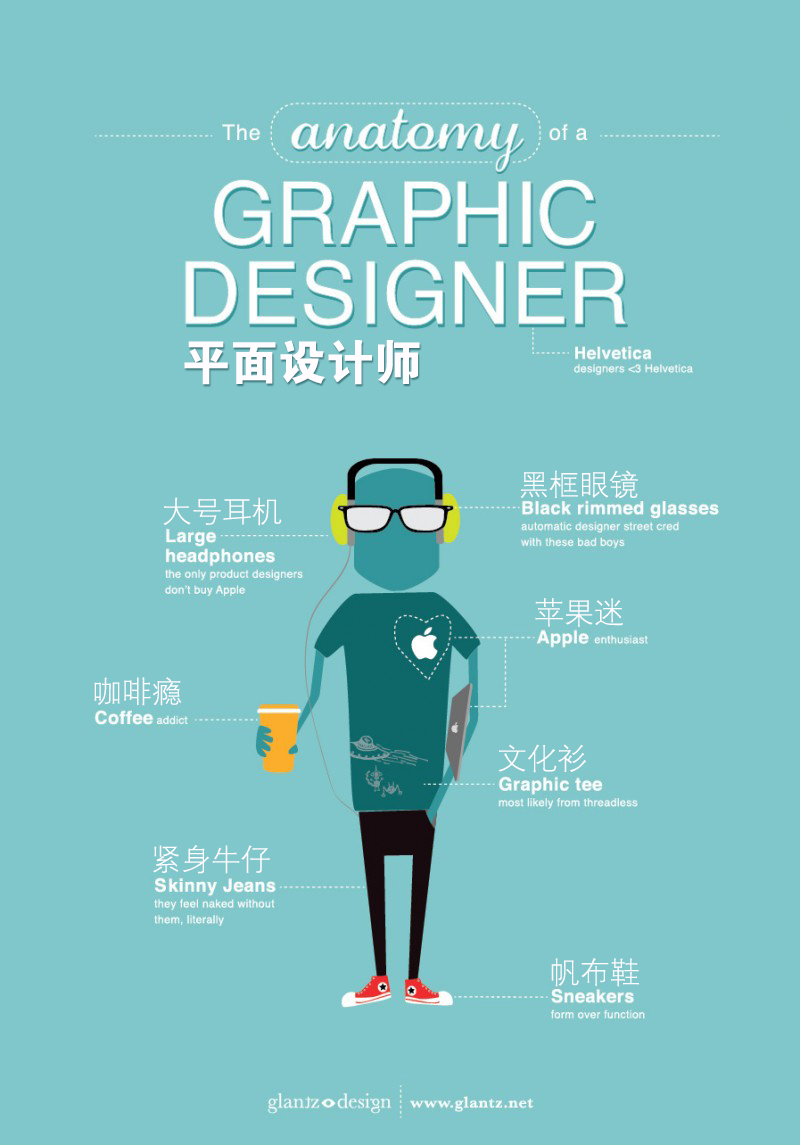 The anatomy of a
GRAPHIC
DESIGNER
平面设计师
Helvetica
designers <3 Helvetica
大号耳机
Large
headphones
the only product designers
don't buy Apple
黑框眼镜
Black rimmed glasses
automatic designer street cred
with these bad boys
苹果迷
Apple enthusiast
咖啡瘾
Coffee addict
文化衫
Graphic tee
most likely from threadless
紧身牛仔
Skinny Jeans
they feel naked without
them, literally
帆布鞋
Sneakers
form over function
glantz design www.glantz.net